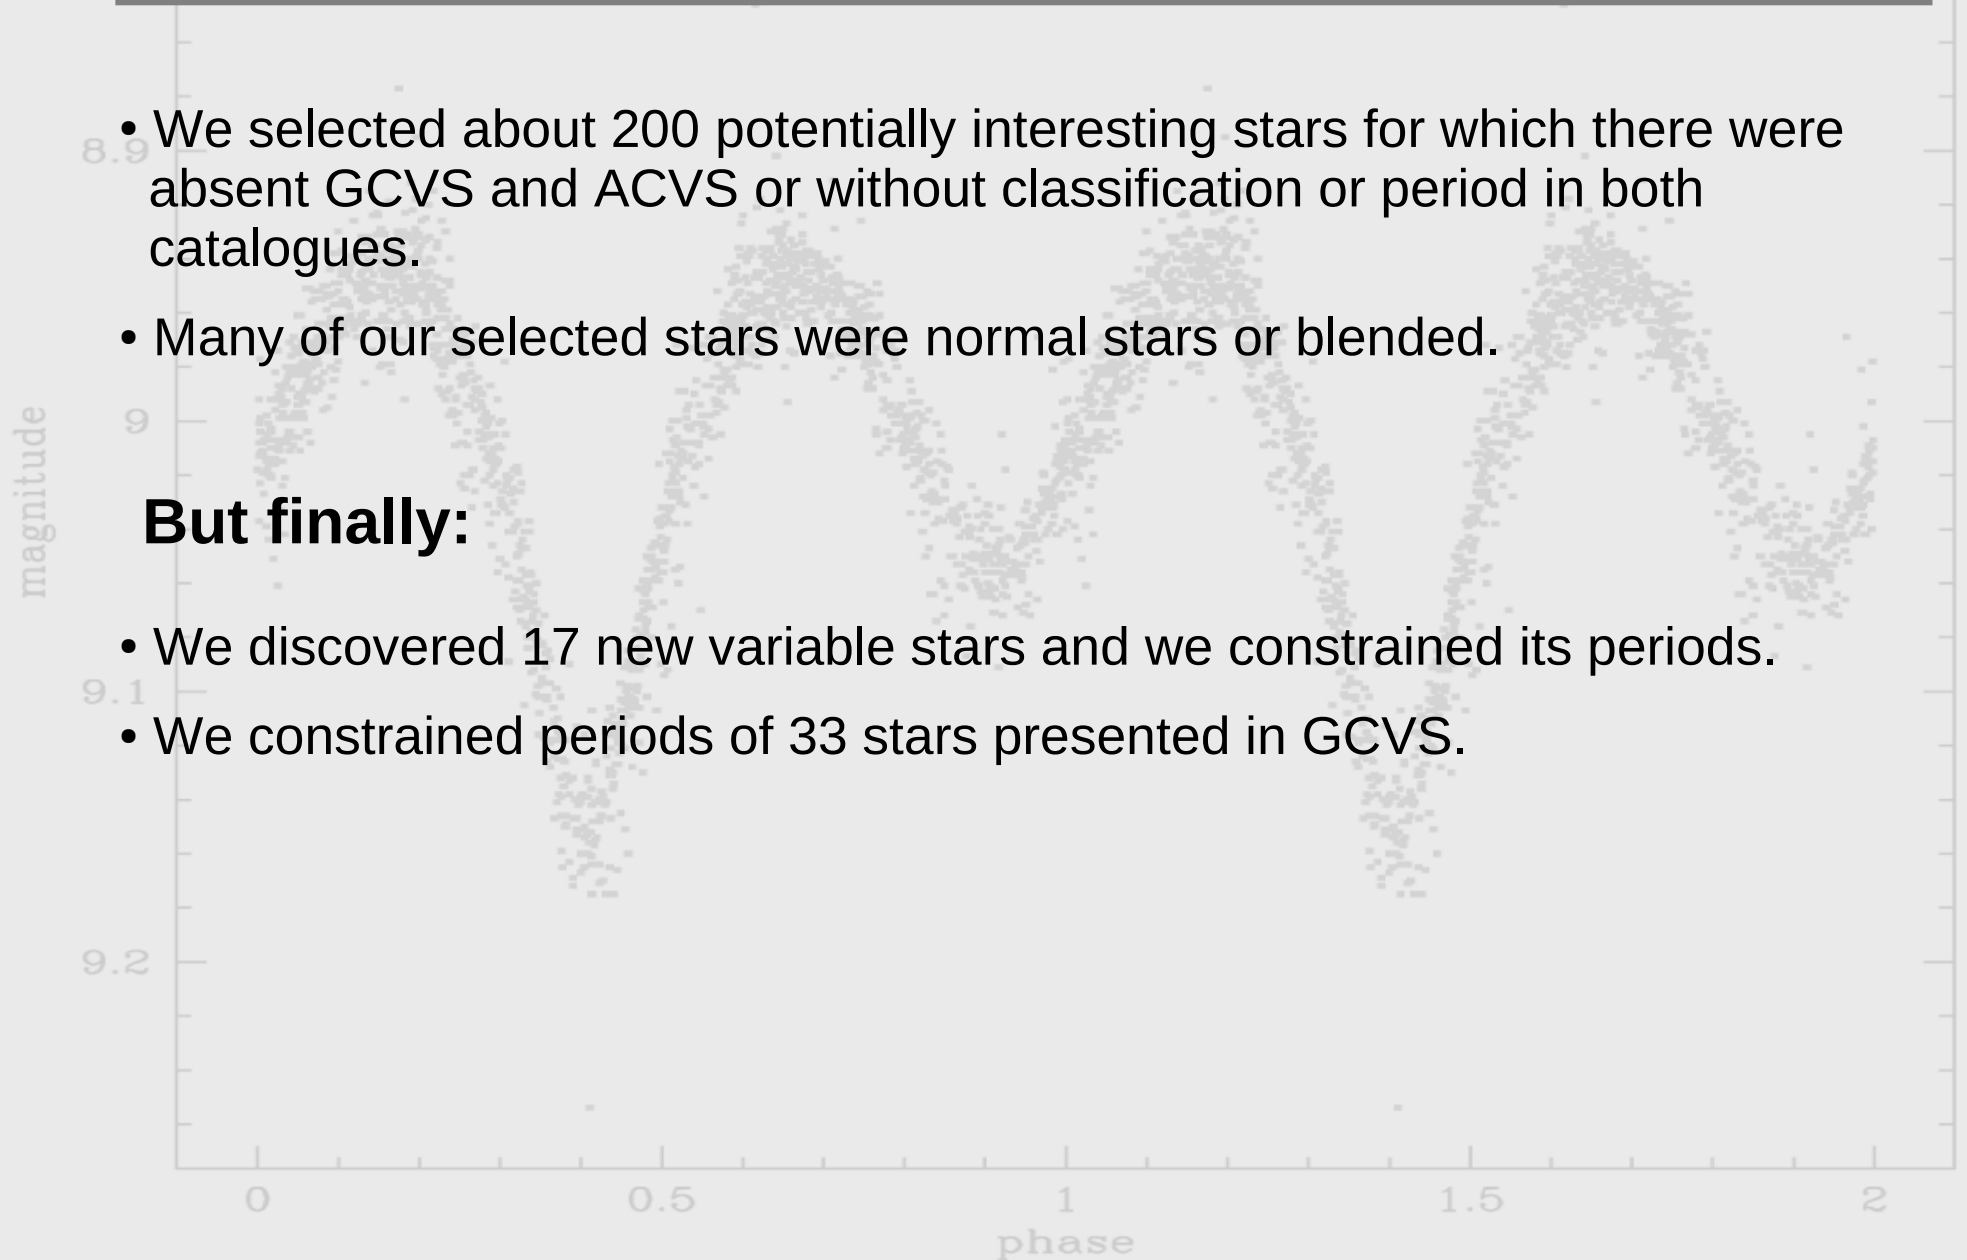 • We selected about 200 potentially interesting stars for which there were
absent GCVS and ACVS or without classification or period in both
catalogues.
• Many of our selected stars were normal stars or blended.
But finally:
• We discovered 17 new variable stars and we constrained its periods.
• We constrained periods of 33 stars presented in GCVS.
magnitude
8.9
9
9.1
9.2
0 0.5 1 1.5 2
phase